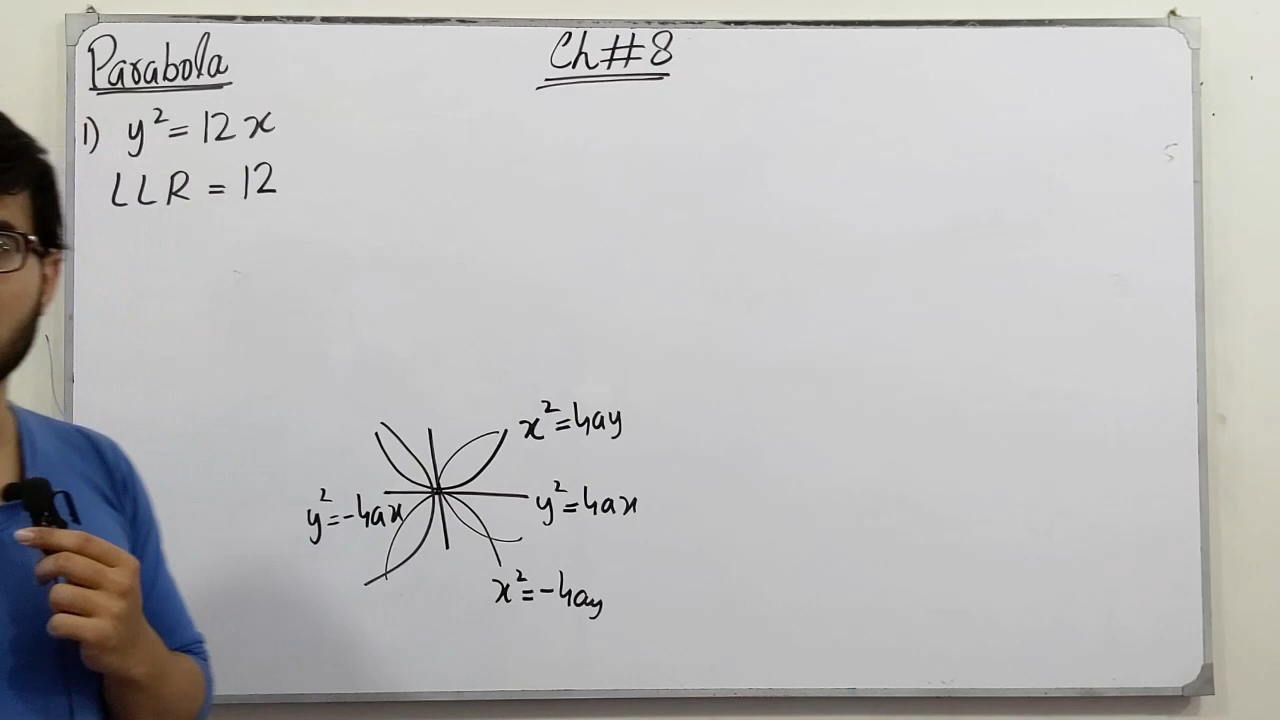 Parabola
Ch#8
1) y² = 12x
LLR = 12
x² = 4ay
y² = -4ax
y² = 4ax
x² = -4ay